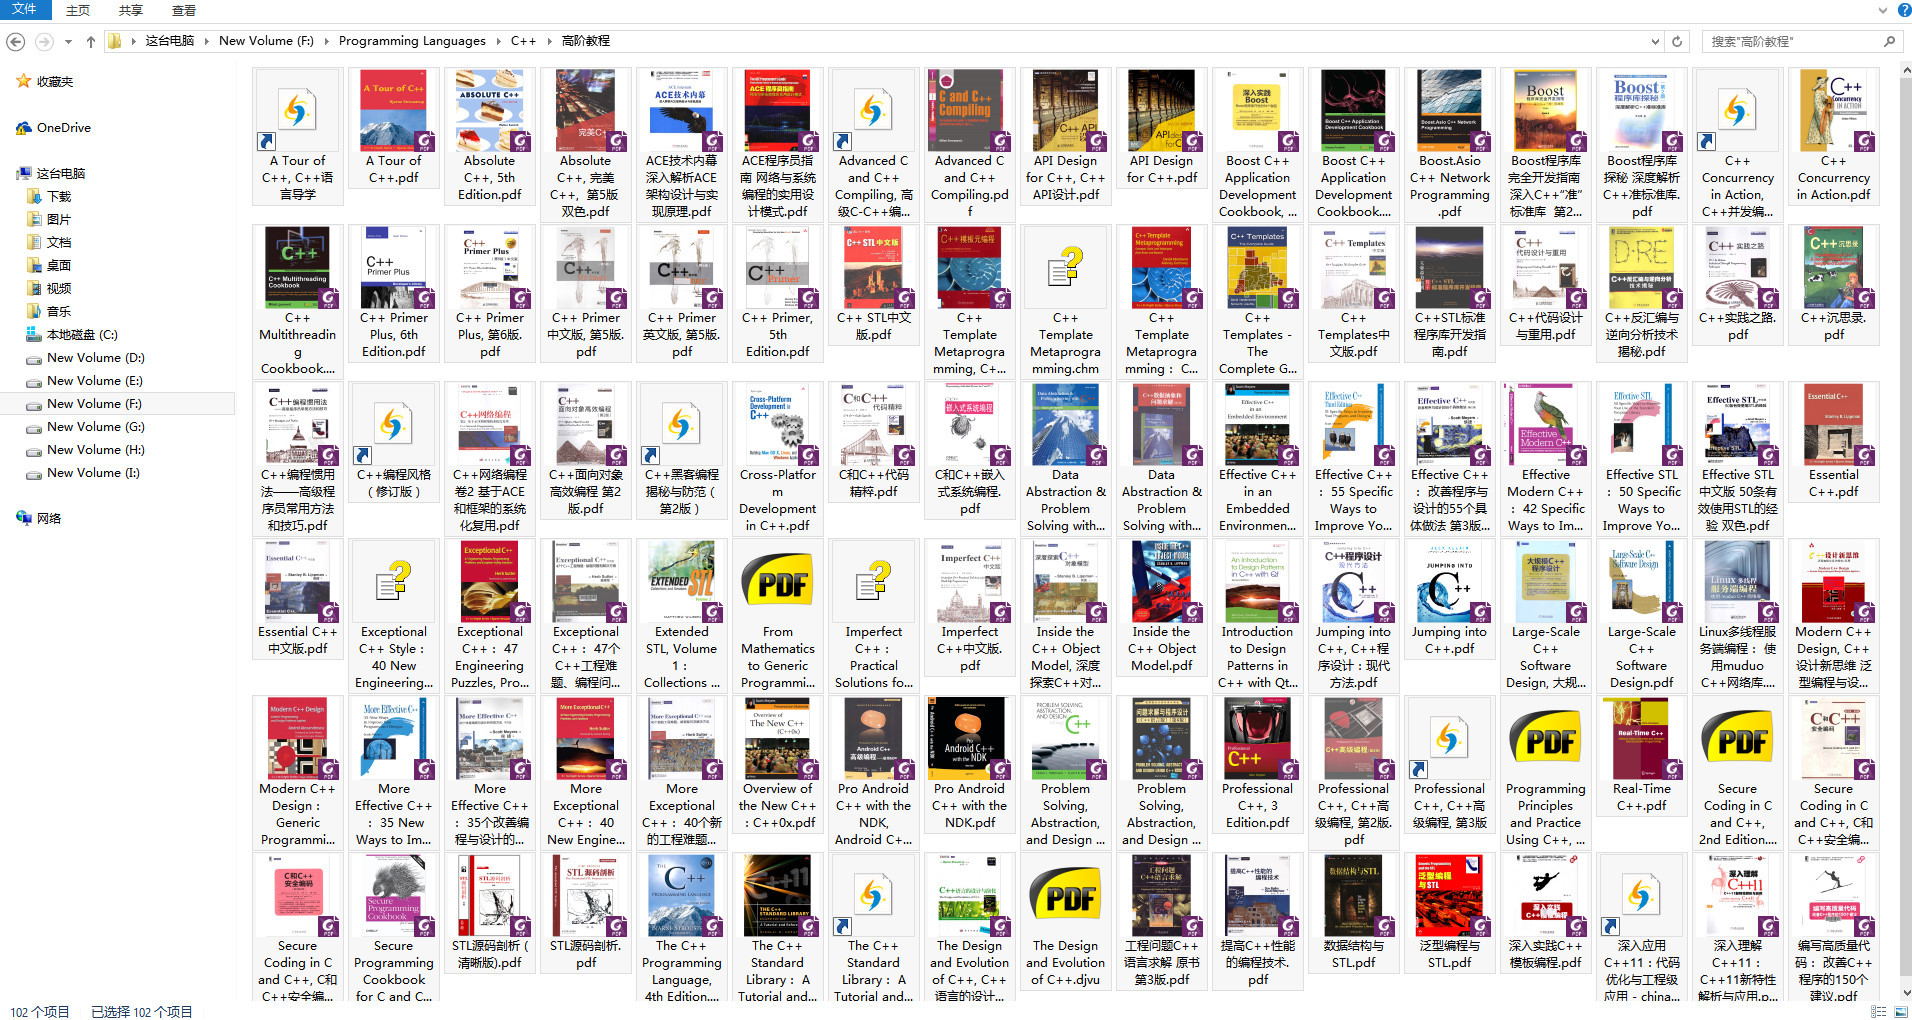 文件 主页 共享 查看
这台电脑 New Volume (F:) Programming Languages C++ 高阶教程
搜索"高阶教程"
收藏夹
OneDrive
这台电脑
下载
图片
文档
桌面
视频
音乐
本地磁盘 (C:)
New Volume (D:)
New Volume (E:)
New Volume (F:)
New Volume (G:)
New Volume (H:)
New Volume (I:)
网络
A Tour of
C++, C++语
言导学
A Tour of
C++.pdf
Absolute
C++, 5th
Edition.pdf
Absolute
C++, 完美
C++, 第5版
双色.pdf
ACE技术内幕
深入解析ACE
架构设计与实
现原理.pdf
ACE程序员指
南 网络与系统
编程的实用设
计模式.pdf
Advanced C
and C++
Compiling, 高
级C-C++编...
Advanced C
and C++
Compiling.pd
f
API Design
for C++, C++
API设计.pdf
API Design
for C++.pdf
Boost C++
Application
Development
Cookbook, ...
Boost C++
Application
Development
Cookbook....
Boost.Asio
C++ Network
Programming
.pdf
Boost程序库
完全开发指南
深入C++“准”
标准库 第2...
Boost程序库
探秘 深度解析
C++准标准库.
pdf
C++
Concurrency
in Action,
C++并发编...
C++
Concurrency
in Action.pdf
C++
Multithreadin
g
Cookbook....
C++ Primer
Plus, 6th
Edition.pdf
C++ Primer
Plus, 第6版.
pdf
C++ Primer
中文版, 第5版.
pdf
C++ Primer
英文版, 第5版.
pdf
C++ Primer,
5th
Edition.pdf
C++ STL中文
版.pdf
C++
Template
Metaprogra
mming, C+...
C++
Template
Metaprogra
mming.chm
C++
Template
Metaprogra
mming： C...
C++
Templates -
The
Complete G...
C++
Templates中
文版.pdf
C++STL标准
程序库开发指
南.pdf
C++代码设计
与重用.pdf
C++反汇编与
逆向分析技术
揭秘.pdf
C++实践之路.
pdf
C++沉思录.
pdf
C++编程惯用
法——高级程
序员常用方法
和技巧.pdf
C++编程风格
（修订版）
C++网络编程
卷2 基于ACE
和框架的系统
化复用.pdf
C++面向对象
高效编程 第2
版.pdf
C++黑客编程
揭秘与防范（
第2版）
Cross-Platfor
m
Development
in C++.pdf
C和C++代码
精粹.pdf
C和C++嵌入
式系统编程.
pdf
Data
Abstraction &
Problem
Solving with...
Data
Abstraction &
Problem
Solving with...
Effective C++
in an
Embedded
Environmen...
Effective C++
：55 Specific
Ways to
Improve Yo...
Effective C++
：改善程序与
设计的55个具
体做法 第3版...
Effective
Modern C++
：42 Specific
Ways to Im...
Effective STL
：50 Specific
Ways to
Improve Yo...
Effective STL
中文版 50条有
效使用STL的经
验 双色.pdf
Essential
C++.pdf
Essential C++
中文版.pdf
Exceptional
C++ Style：
40 New
Engineering...
Exceptional
C++：47
Engineering
Puzzles, Pro...
Exceptional
C++：47个
C++工程难
题、编程问...
Extended
STL, Volume
1：
Collections ...
From
Mathematics
to Generic
Programmi...
Imperfect
C++：
Practical
Solutions fo...
Imperfect
C++中文版.
pdf
Inside the
C++ Object
Model, 深度
探索C++对...
Inside the
C++ Object
Model.pdf
Introduction
to Design
Patterns in
C++ with Qt...
Jumping into
C++, C++程
序设计：现代
方法.pdf
Jumping into
C++.pdf
Large-Scale
C++
Software
Design, 大规...
Large-Scale
C++
Software
Design.pdf
Linux多线程服
务端编程： 使
用muduo
C++网络库....
Modern C++
Design, C++
设计新思维 泛
型编程与设...
Modern C++
Design：
Generic
Programmi...
More
Effective C++
：35 New
Ways to Im...
More
Effective C++
：35个改善编
程与设计的...
More
Exceptional
C++：40
New Engine...
More
Exceptional
C++：40个新
的工程难题...
Overview of
the New C++
：C++0x.pdf
Pro Android
C++ with the
NDK,
Android C+...
Pro Android
C++ with the
NDK.pdf
Problem
Solving,
Abstraction,
and Design ...
Problem
Solving,
Abstraction,
and Design ...
Professional
C++, 3
Edition.pdf
Professional
C++, C++高
级编程, 第2版.
pdf
Professional
C++, C++高
级编程, 第3版
Programming
Principles
and Practice
Using C++, ...
Real-Time
C++.pdf
Secure
Coding in C
and C++,
2nd Edition....
Secure
Coding in C
and C++, C和
C++安全编...
Secure
Coding in C
and C++, C和
C++安全编...
Secure
Programming
Cookbook
for C and C...
STL源码剖析（
清晰版).pdf
STL源码剖析.
pdf
The C++
Programming
Language,
4th Edition....
The C++
Standard
Library： A
Tutorial and...
The C++
Standard
Library： A
Tutorial and...
The Design
and Evolution
of C++, C++
语言的设计...
The Design
and Evolution
of C++.djvu
工程问题C++
语言求解 原书
第3版.pdf
提高C++性能
的编程技术.
pdf
数据结构与
STL.pdf
泛型编程与
STL.pdf
深入实践C++
模板编程.pdf
深入应用
C++11：代码
优化与工程级
应用 - china...
深入理解
C++11：
C++11新特性
解析与应用.p...
编写高质量代
码： 改善C++
程序的150个
建议.pdf
102 个项目 已选择 102 个项目